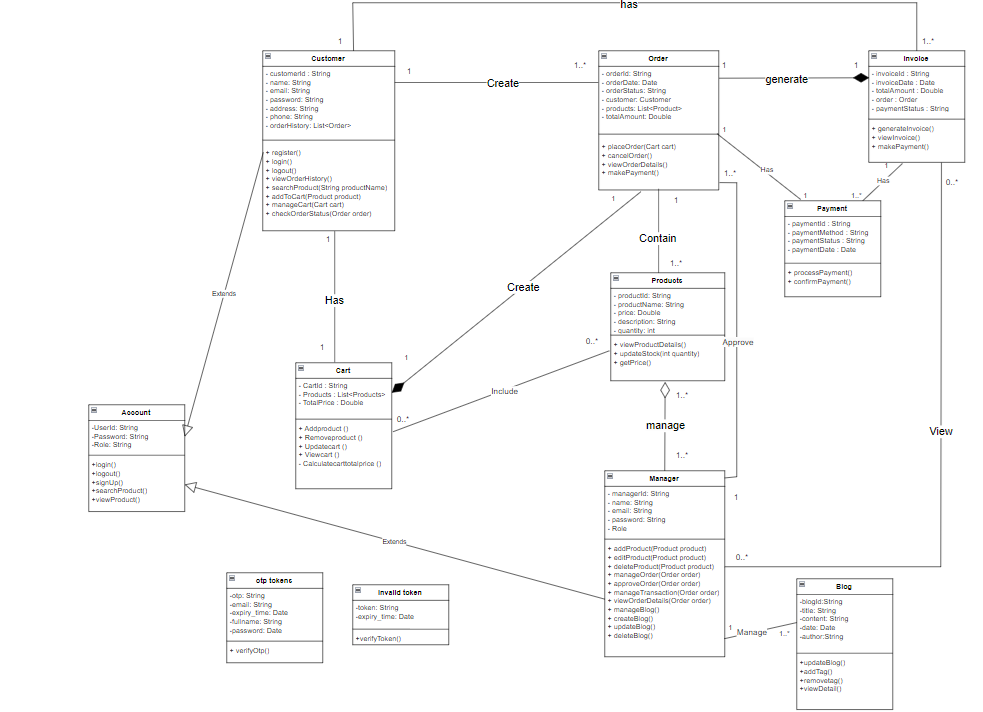 has
1
1..*
Customer
- customerId : String
- name: String
- email: String
- password: String
- address: String
- phone: String
- orderHistory: List<Order>
+ register()
+ login()
+ logout()
+ viewOrderHistory()
+ searchProduct(String productName)
+ addToCart(Product product)
+ manageCart(Cart cart)
+ checkOrderStatus(Order order)
1
Create
1..*
Order
- orderId: String
- orderDate: Date
- orderStatus: String
- customer: Customer
- products: List<Product>
- totalAmount: Double
+ placeOrder(Cart cart)
+ cancelOrder()
+ viewOrderDetails()
+ makePayment()
1
generate
1
Invoice
- invoiceId : String
- invoiceDate : Date
- totalAmount : Double
- order : Order
- paymentStatus : String
+ generateInvoice()
+ viewInvoice()
+ makePayment()
1
Has
1
1
Has
1..*
Payment
- paymentId : String
- paymentMethod : String
- paymentStatus : String
- paymentDate : Date
+ processPayment()
+ confirmPayment()
1..*
0..*
1
1
Contain
1..*
Products
- productId: String
- productName: String
- price: Double
- description: String
- quantity: int
+ viewProductDetails()
+ updateStock(int quantity)
+ getPrice()
1
Has
1
Extends
Create
1
0..*
Include
0..*
Approve
Cart
- CartId : String
- Products : List<Products>
- TotalPrice : Double
+ Addproduct ()
+ Removeproduct ()
+ Updatecart ()
+ Viewcart ()
- Calculatecarttotalprice ()
Account
-UserId: String
-Password: String
-Role: String
+login()
+logout()
+signUp()
+searchProduct()
+viewProduct()
1..*
manage
1..*
View
Manager
- managerId: String
- name: String
- email: String
- password: String
- Role
+ addProduct(Product product)
+ editProduct(Product product)
+ deleteProduct(Product product)
+ manageOrder(Order order)
+ approveOrder(Order order)
+ manageTransaction(Order order)
+ viewOrderDetails(Order order)
+ manageBlog()
+ createBlog()
+ updateBlog()
+ deleteBlog()
1
0..*
Extends
otp tokens
-otp: String
-email: String
-expiry_time: Date
-fullname: String
-password: Date
+ verifyOtp()
Invalid token
-token: String
-expiry_time: Date
+verifyToken()
1
Manage
1..*
Blog
-blogId:String
-title: String
-content: String
-date: Date
-author:String
+updateBlog()
+addTag()
+removetag()
+viewDetail()